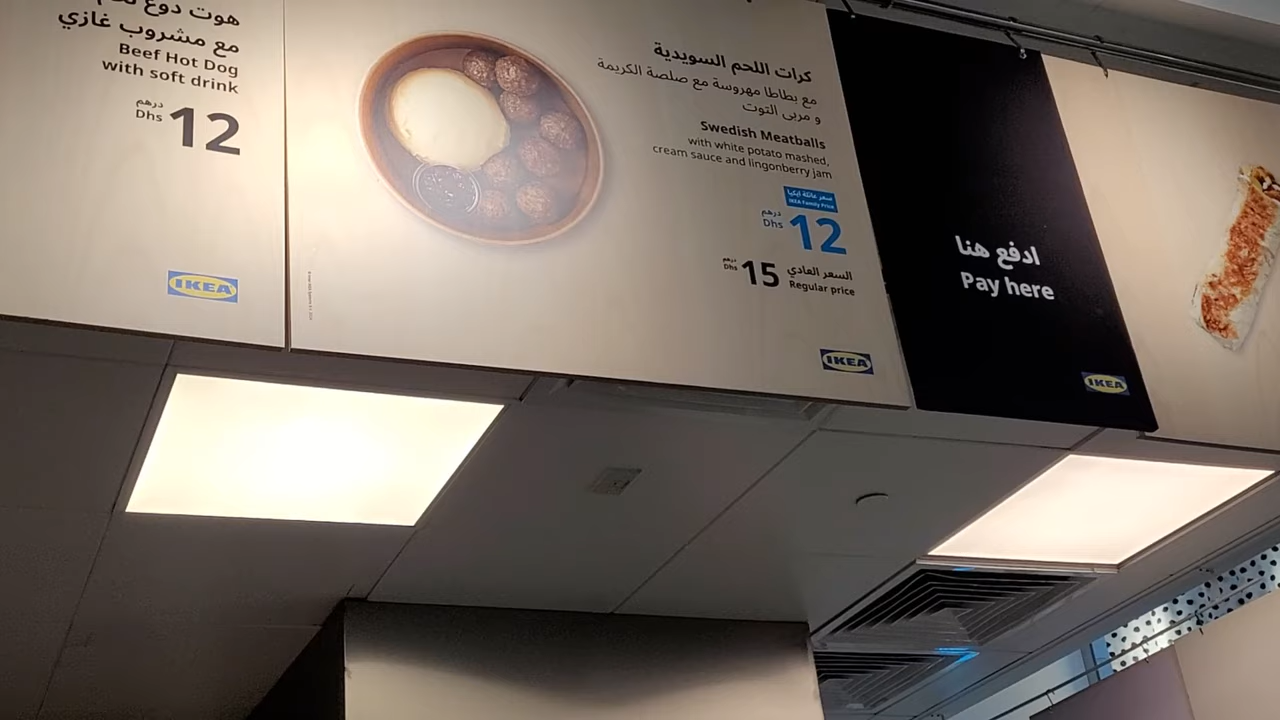 هوت دوغ لحم
مع مشروب غازي
Beef Hot Dog
with soft drink
درهم
Dhs
12
IKEA
كرات اللحم السويدية
مع بطاطا مهروسة مع صلصة الكريمة
و مربى التوت
Swedish Meatballs
with white potato mashed,
cream sauce and lingonberry jam
سعر عائلة ايكيا
IKEA Family Price
درهم
Dhs
12
درهم
Dhs
15
السعر العادي
Regular price
IKEA
ادفع هنا
Pay here
IKEA